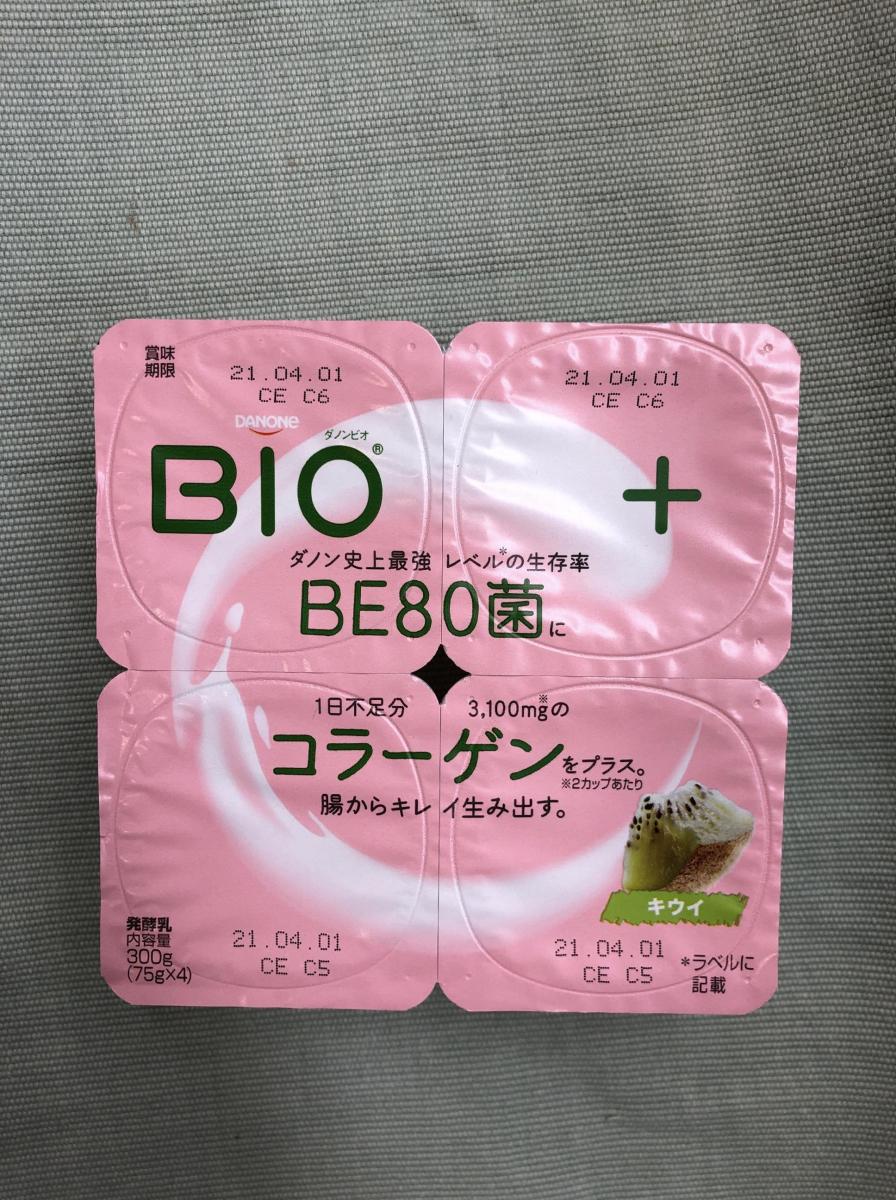 賞味
期限
21.04.01
CE C6
21.04.01
CE C6
DANONE
ダノンビオ
BIO® +
ダノン史上最強レベル*の生存率
BE80菌に
1日不足分 3,100mg※の
コラーゲンをプラス。
※2カップあたり
腸からキレイ生み出す。
キウイ
発酵乳
内容量
300g
(75g×4)
21.04.01
CE C5
21.04.01
CE C5
*ラベルに
記載